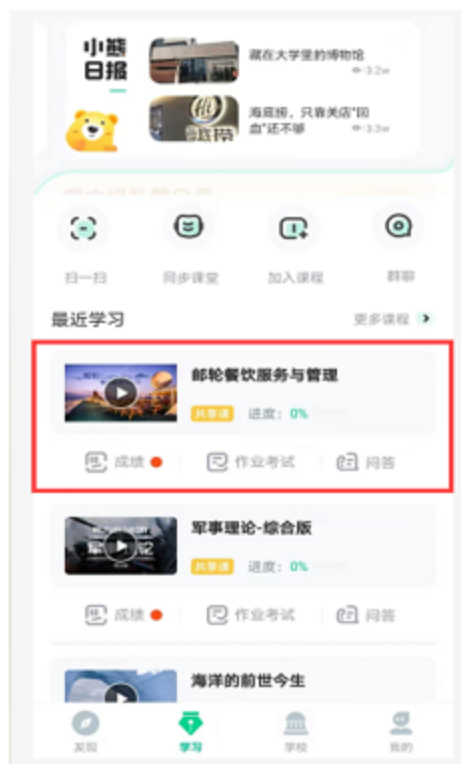 小熊
日报
藏在大学里的博物馆
3.2w
海底捞，只靠关店"回
血"还不够
3.3w
扫一扫
同步课堂
加入课程
群聊
最近学习
更多课程
邮轮餐饮服务与管理
共享课
进度：0%
成绩
作业考试
问答
军事理论-综合版
共享课
进度：0%
成绩
作业考试
问答
海洋的前世今生
发现
学习
学校
我的